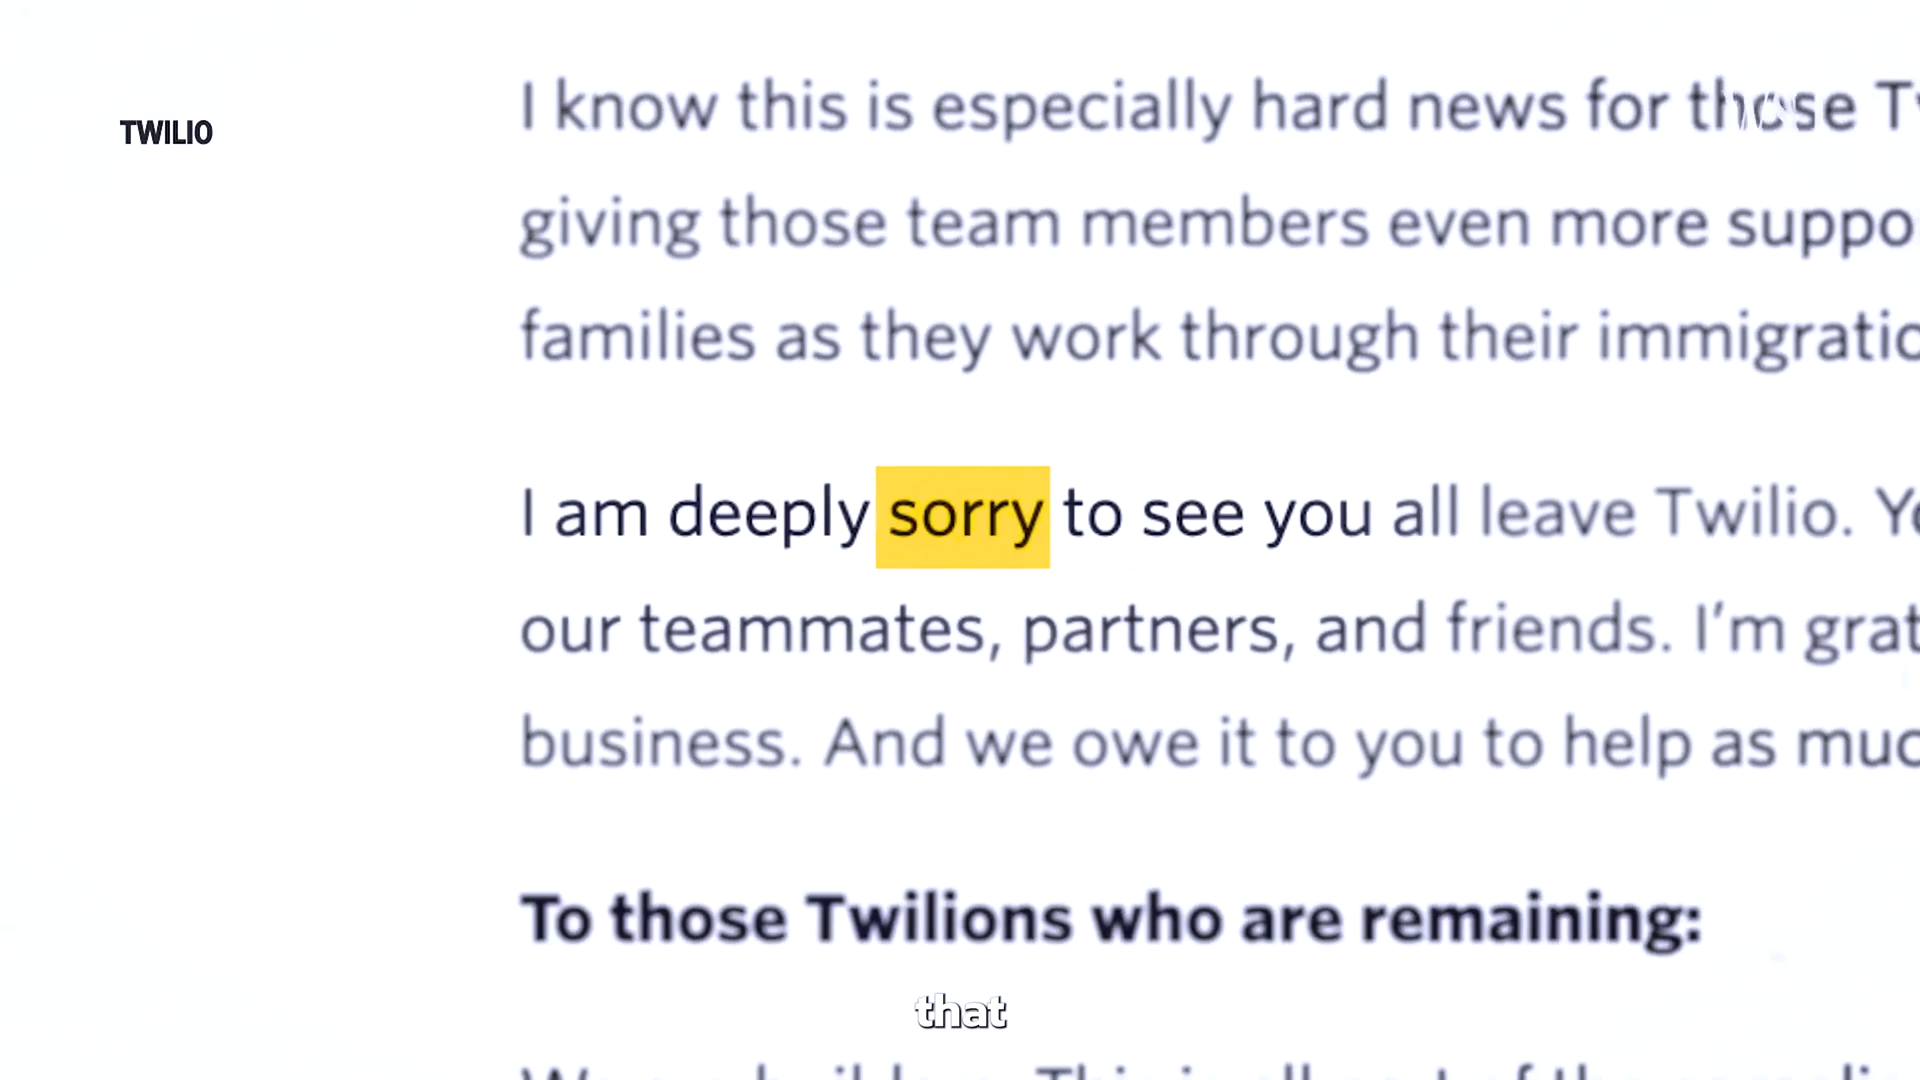 TWILIO
I know this is especially hard news for those
giving those team members even more suppo
families as they work through their immigratio
I am deeply sorry to see you all leave Twilio.
our teammates, partners, and friends. I’m grat
business. And we owe it to you to help as muc
To those Twilions who are remaining:
that